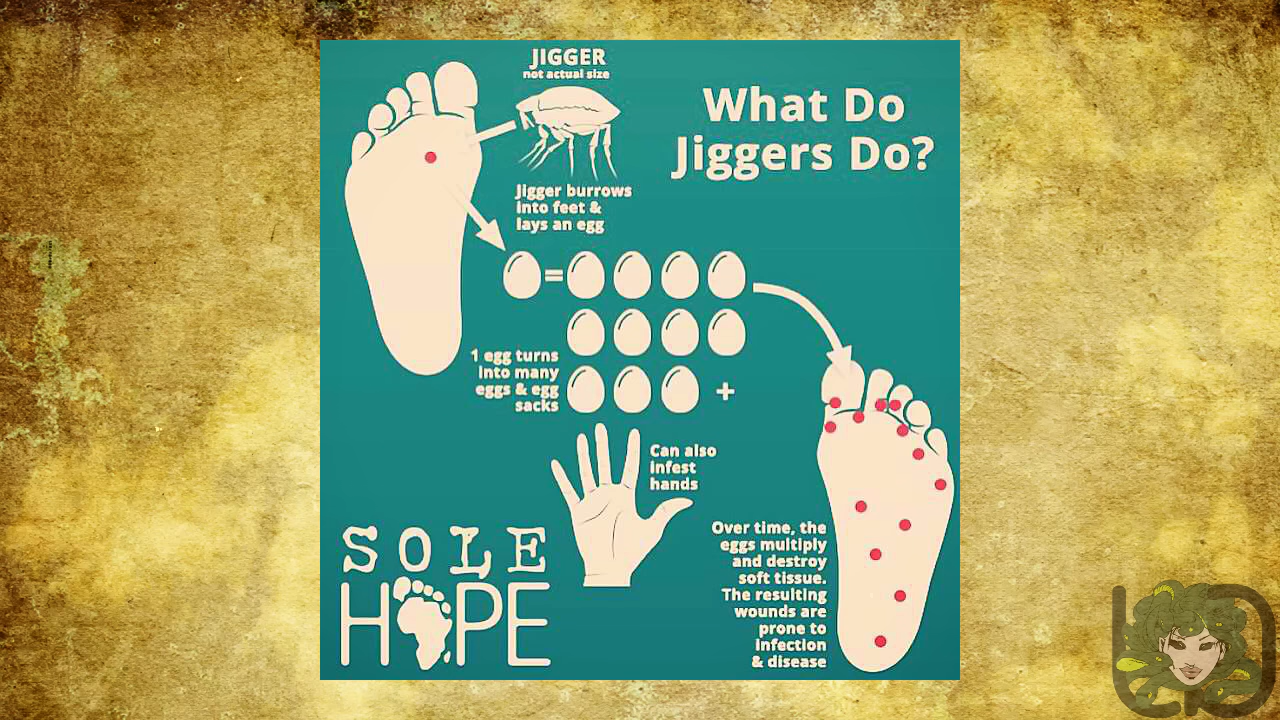 JIGGER
not actual size
What Do
Jiggers Do?
Jigger burrows
into feet &
lays an egg
=
1 egg turns
into many
eggs & egg
sacks
+
Can also
infest
hands
Over time, the
eggs multiply
and destroy
soft tissue.
The resulting
wounds are
prone to
infection
& disease
SOLE
HOPE